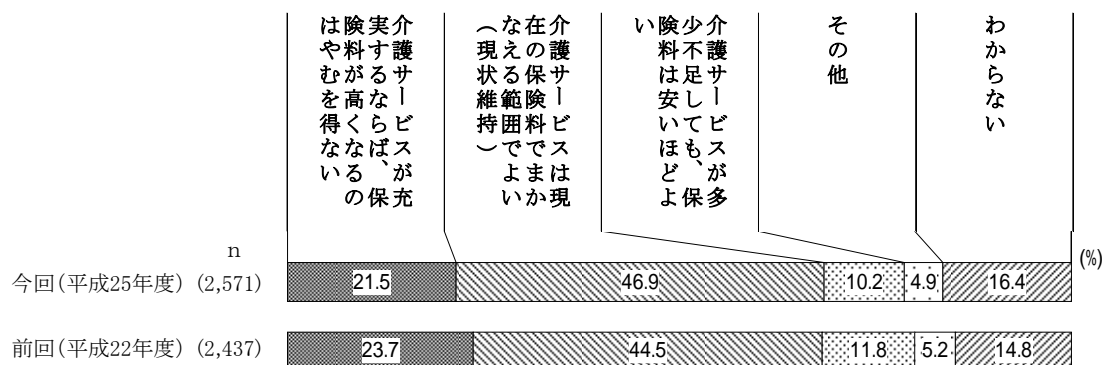 介護サービスが充
実するならば、保
険料が高くなるの
はやむを得ない
介護サービスは現
在の保険料でまか
なえる範囲でよい
（現状維持）
介護サービスが多
少不足しても、保
険料は安いほどよ
い
その他
わからない
n
(%)
今回(平成25年度) (2,571)
21.5
46.9
10.2
4.9
16.4
前回(平成22年度) (2,437)
23.7
44.5
11.8
5.2
14.8